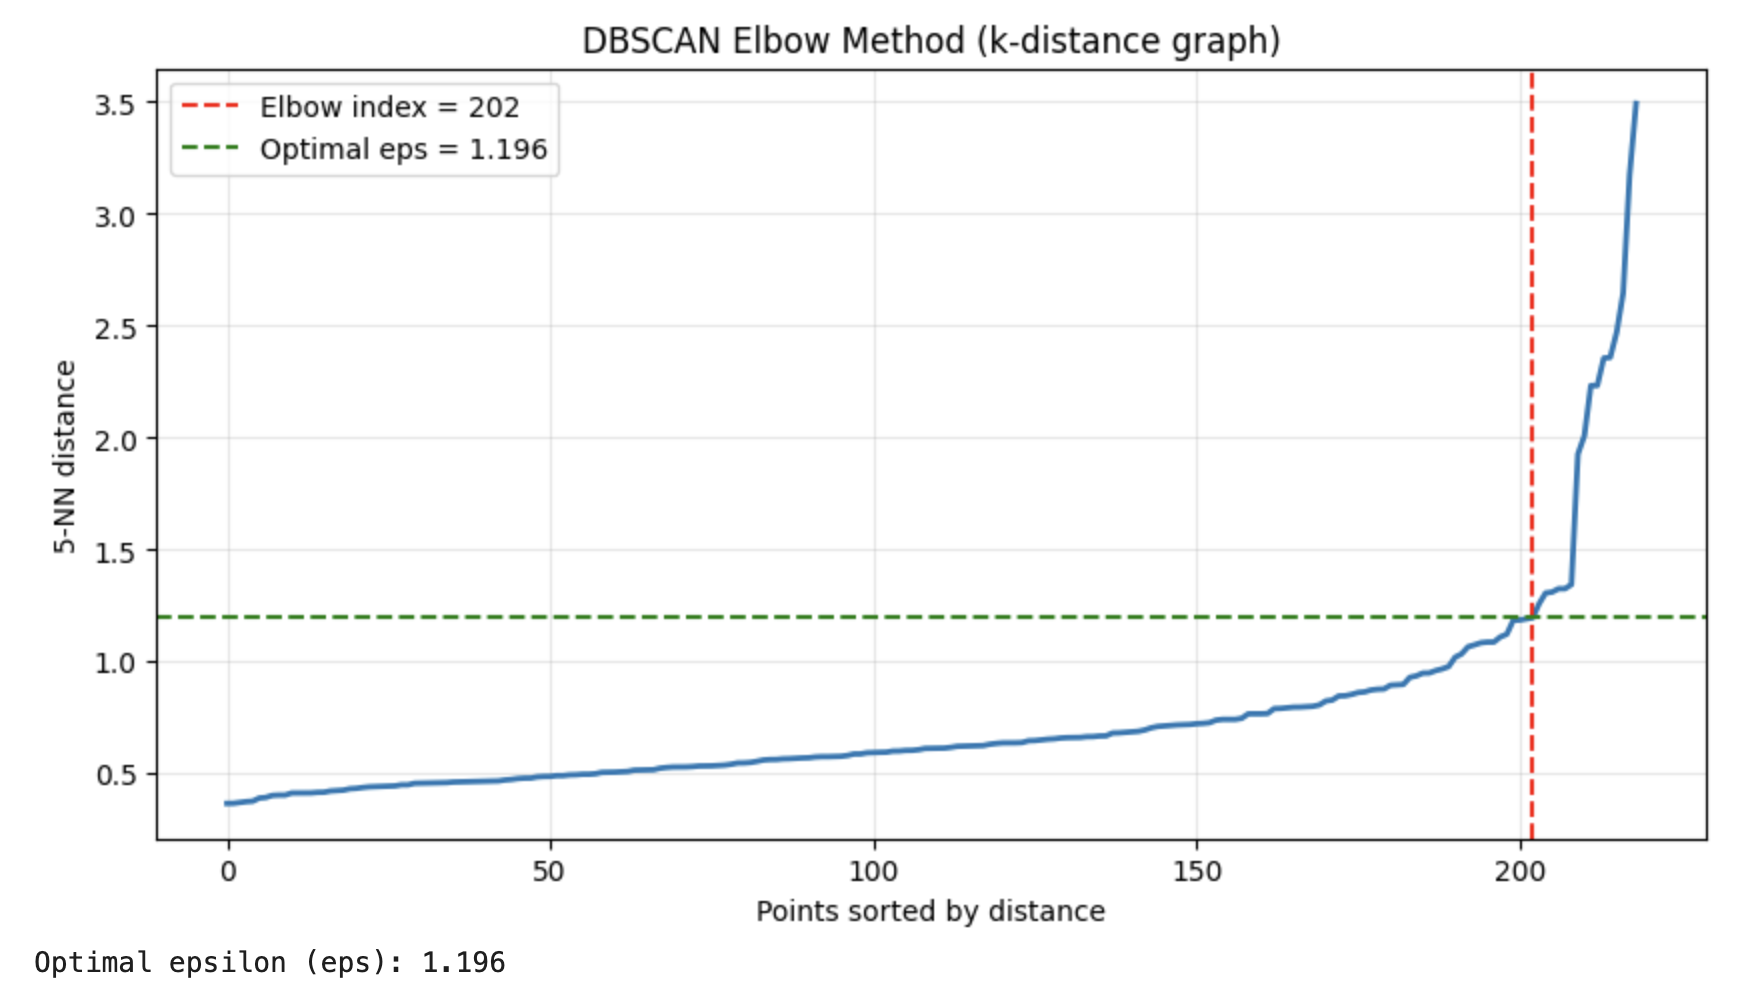 DBSCAN Elbow Method (k-distance graph)
Elbow index = 202
Optimal eps = 1.196
3.5
3.0
2.5
2.0
1.5
1.0
0.5
5-NN distance
0 50 100 150 200
Points sorted by distance
Optimal epsilon (eps): 1.196